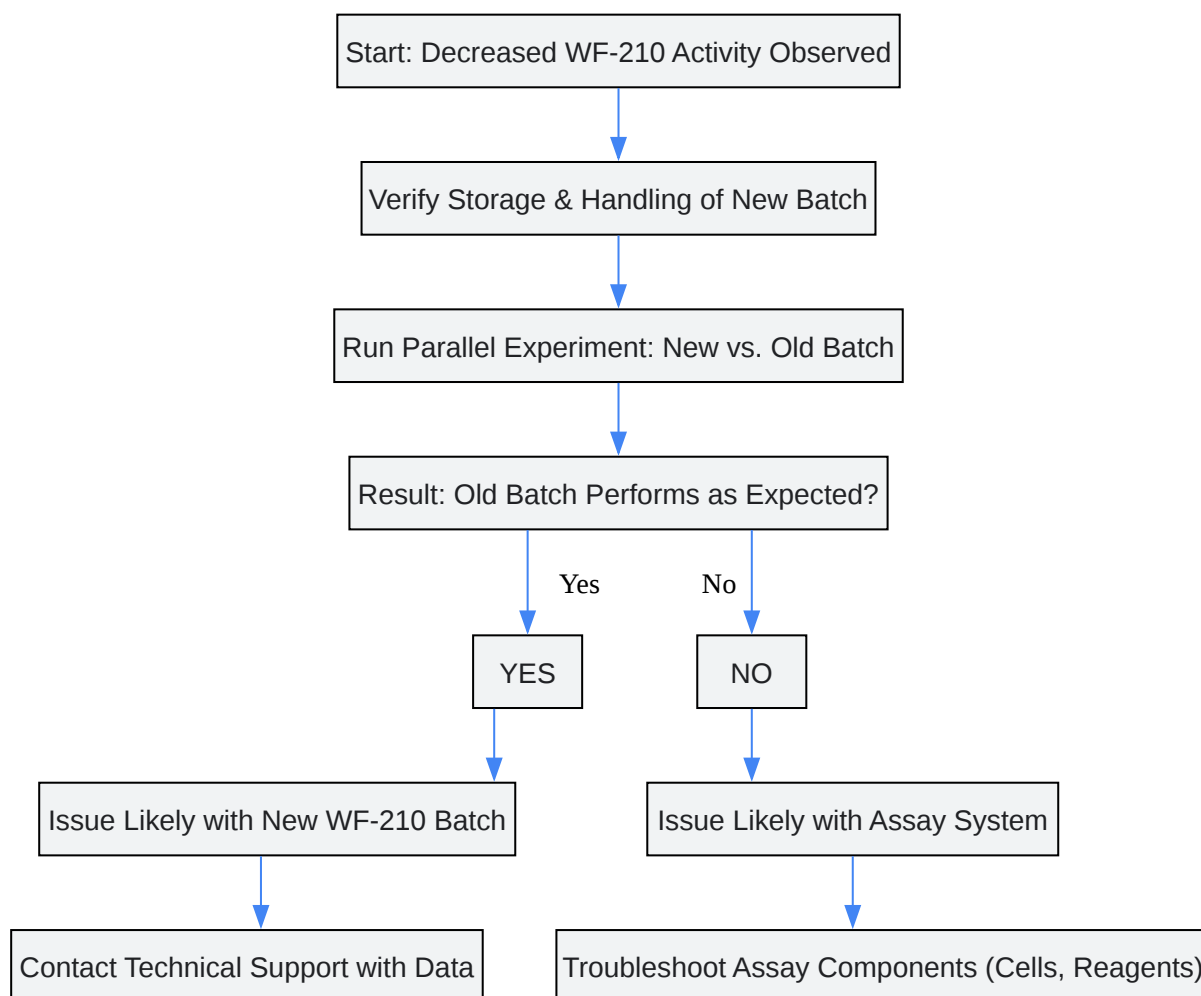 Start: Decreased WF-210 Activity Observed
Verify Storage & Handling of New Batch
Run Parallel Experiment: New vs. Old Batch
Result: Old Batch Performs as Expected?
Yes
No
YES
NO
Issue Likely with New WF-210 Batch
Issue Likely with Assay System
Contact Technical Support with Data
Troubleshoot Assay Components (Cells, Reagents)